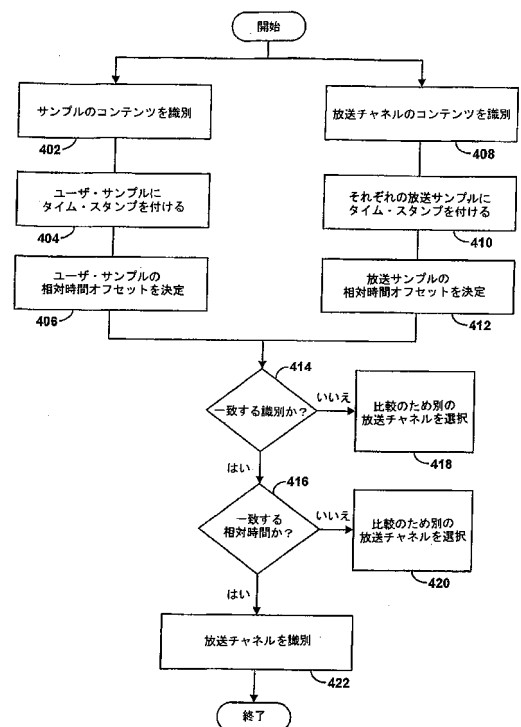 開始
サンプルのコンテンツを識別
402
放送チャネルのコンテンツを識別
408
ユーザ・サンプルに
タイム・スタンプを付ける
404
それぞれの放送サンプルに
タイム・スタンプを付ける
410
ユーザ・サンプルの
相対時間オフセットを決定
406
放送サンプルの
相対時間オフセットを決定
412
414
一致する識別か?
いいえ
比較のため別の
放送チャネルを選択
418
はい
416
一致する
相対時間か?
いいえ
比較のため別の
放送チャネルを選択
420
はい
放送チャネルを識別
422
終了